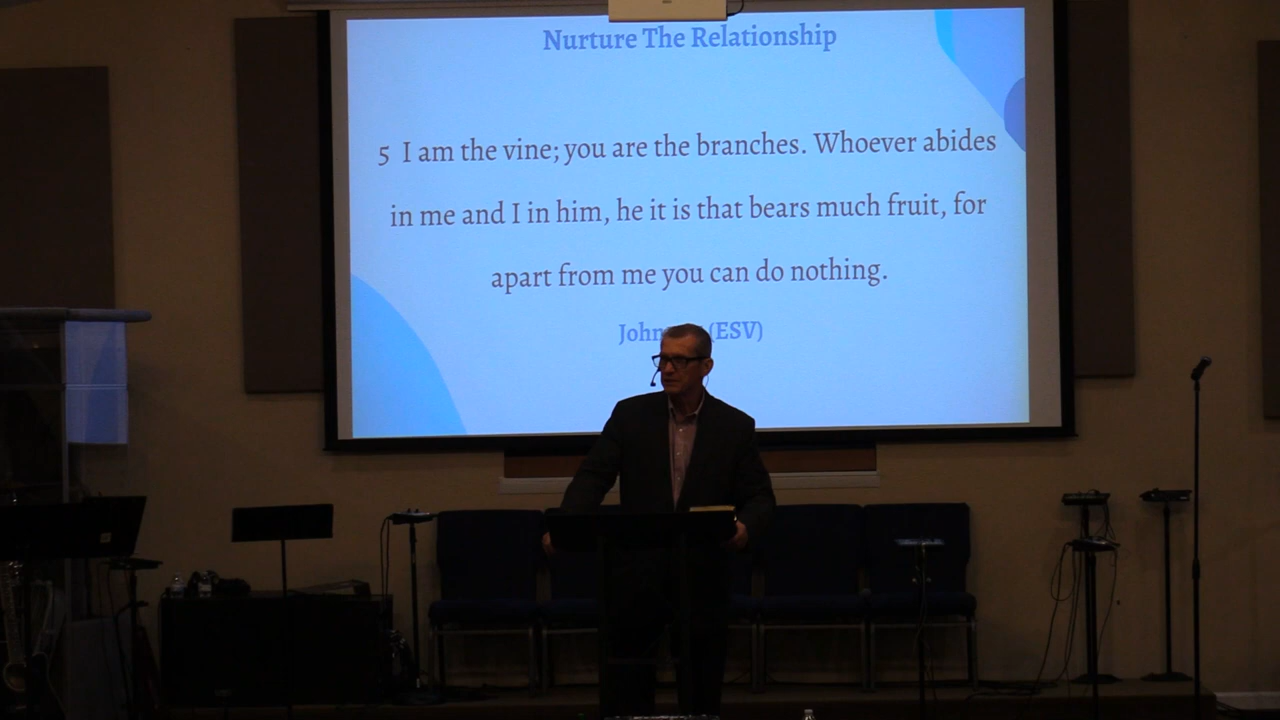 Nurture The Relationship
5 I am the vine; you are the branches. Whoever abides
in me and I in him, he it is that bears much fruit, for
apart from me you can do nothing.
(ESV)